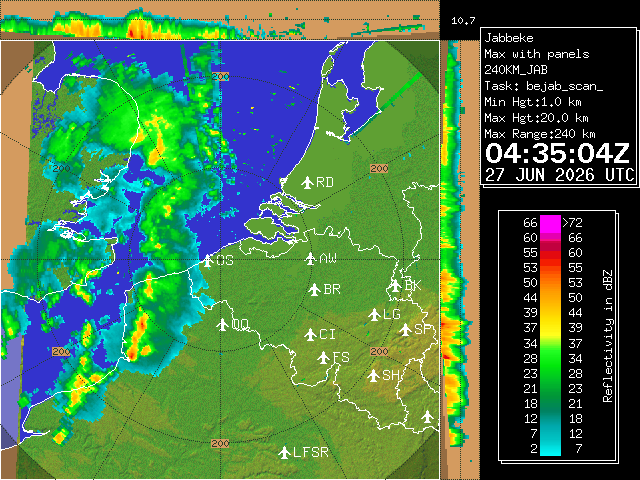 10.7
Jabbeke
Max with panels
240KM_JAB
Task: bejab_scan_
Min Hgt:1.0 km
Max Hgt:20.0 km
Max Range:240 km
04:35:04Z
27 JUN 2026 UTC
200
200
200
RD
OS
AW
BR
BK
OO
LG
CI
SP
FS
200
200
SH
200
LFSR
66 >72
60 66
55 60
53 55
50 53
44 50
39 44
37 39
34 37
28 34
24 28
21 23
18 21
12 18
7 12
2 7
Reflectivity in dBZ